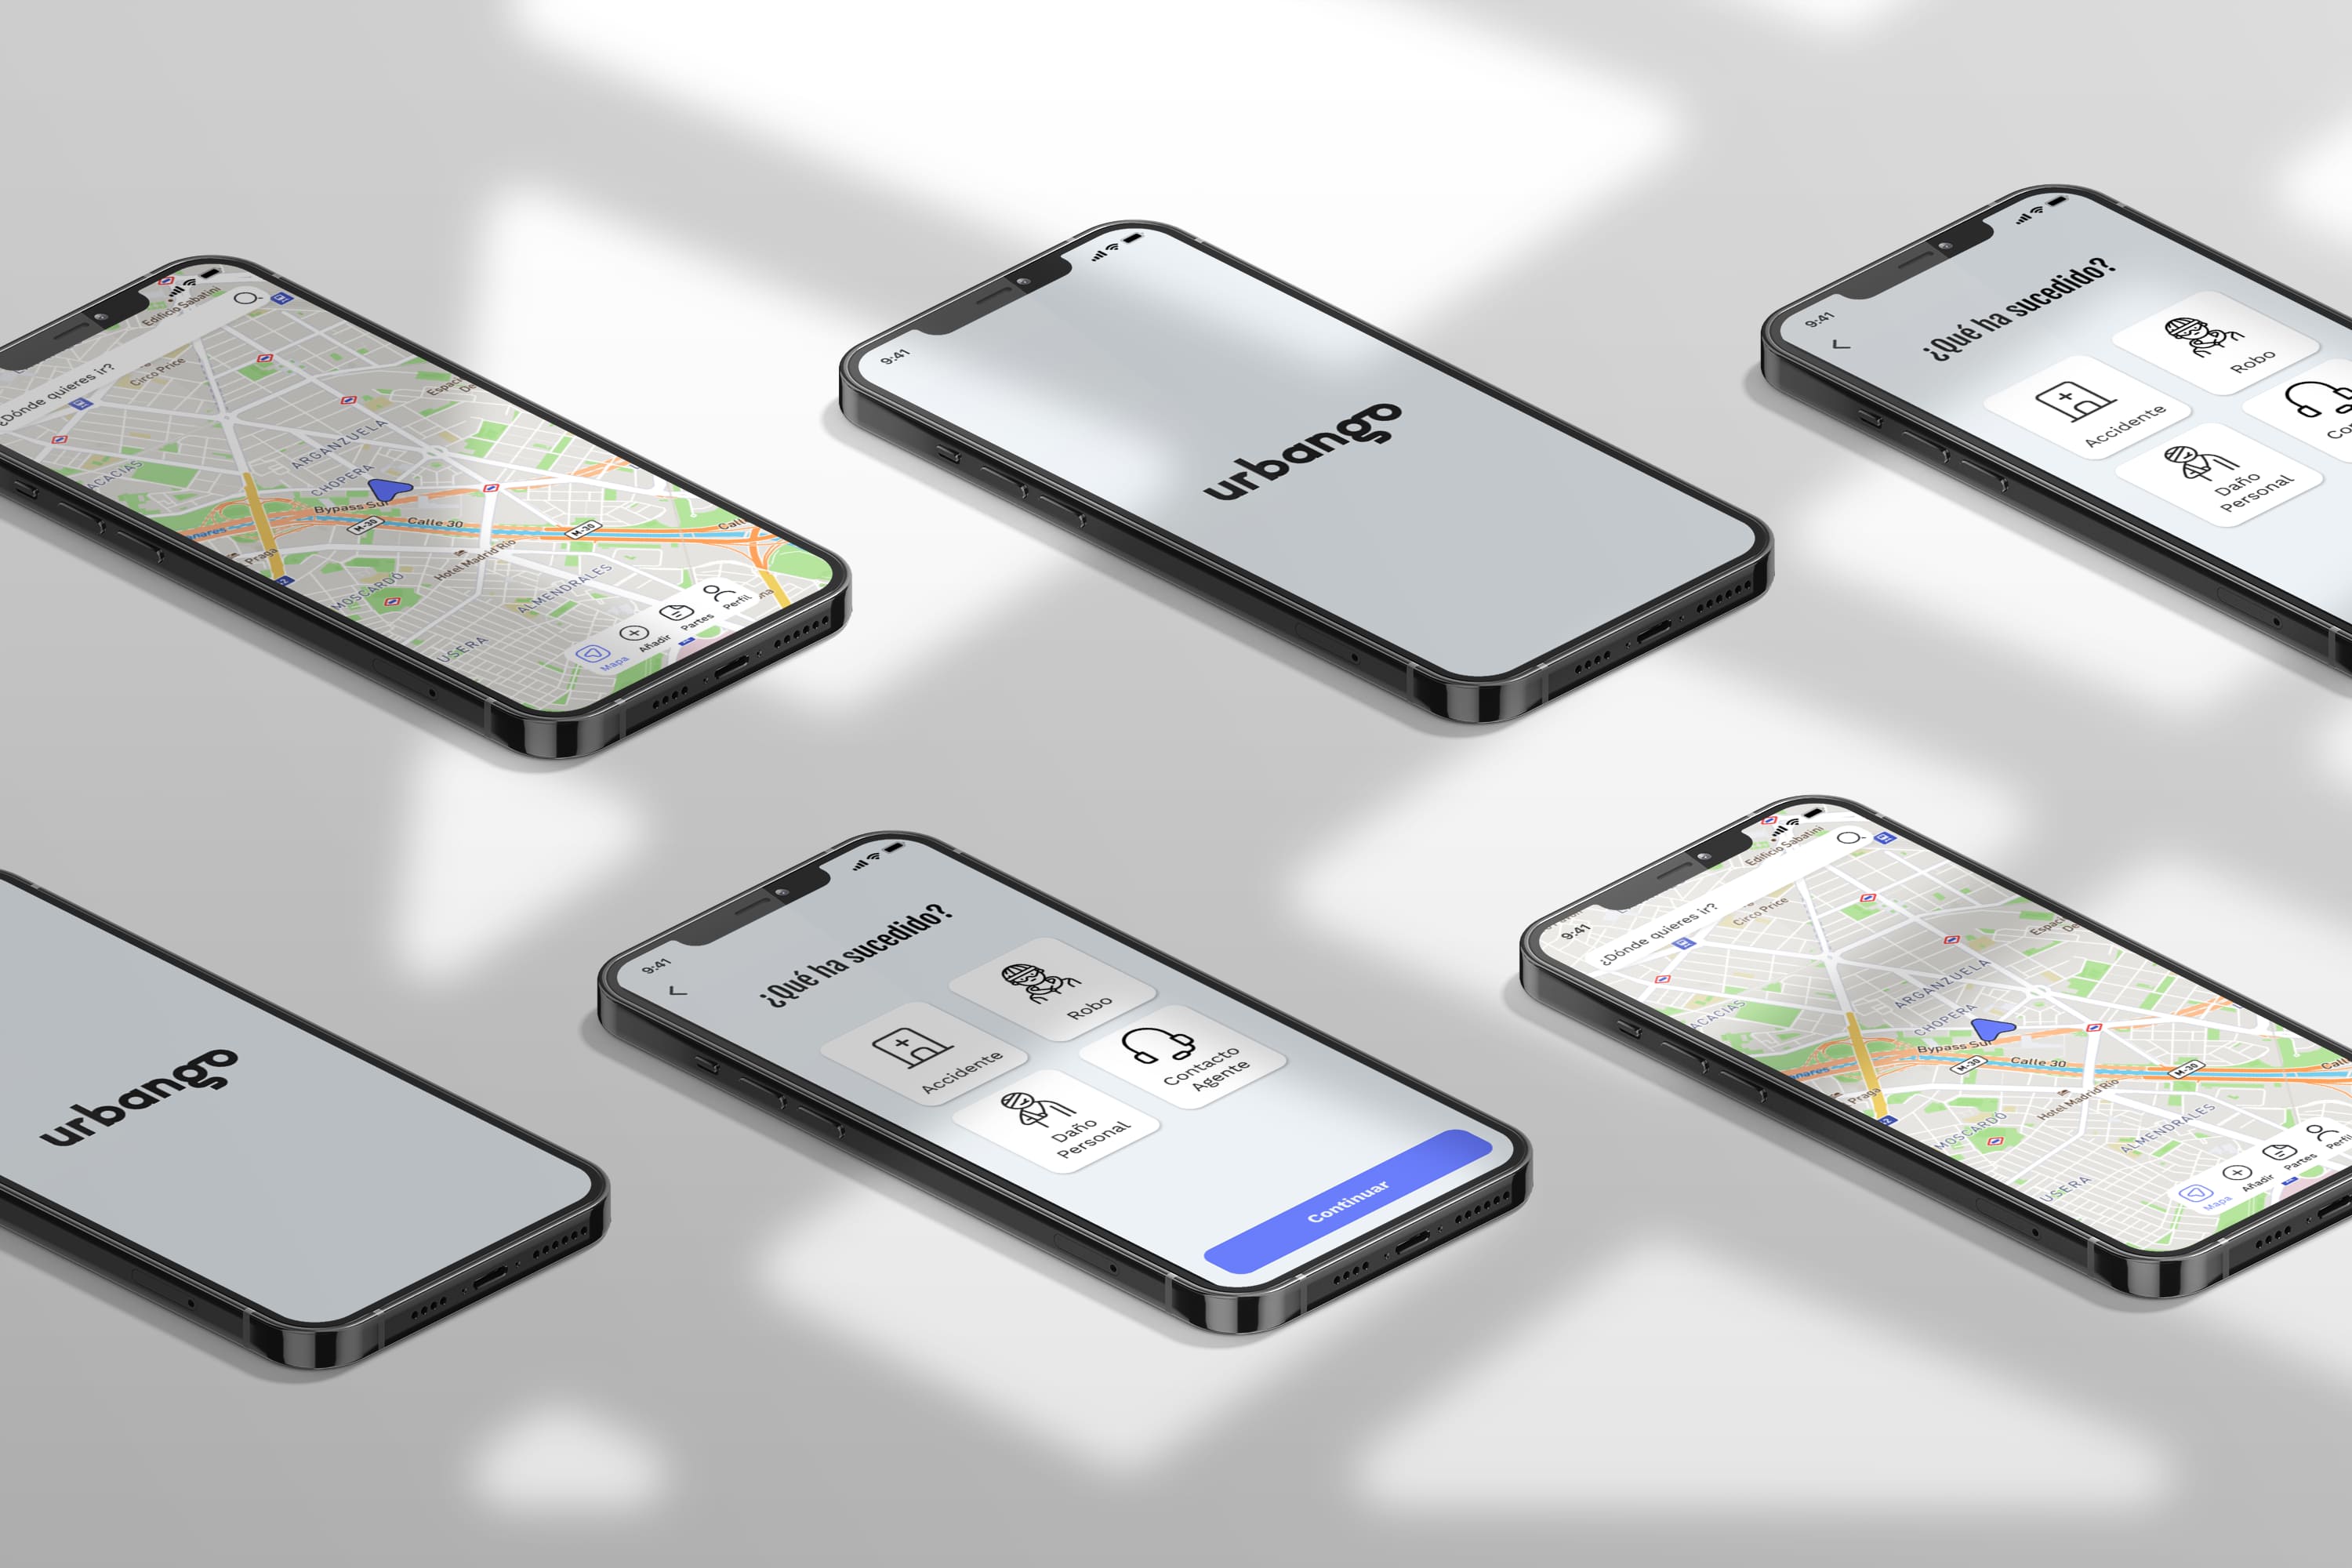 Edificio Sabatini
¿Dónde quieres ir?
Circo Price
ARGANZUELA
ACACIAS
CHOPERA
Bypass Sur
M-30
Calle 30
M-30
Praga
Hotel Madrid Río
MOSCARDÓ
ALMENDRALES
USERA
Mapa
Añadir
Partes
Perfil
9:41
urbango
9:41
¿Qué ha sucedido?
Accidente
Robo
Daño
Personal
urbango
9:41
¿Qué ha sucedido?
Accidente
Robo
Daño
Personal
Contacto
Agente
Continuar
9:41
Edificio Sabatini
¿Dónde quieres ir?
Circo Price
ARGANZUELA
ACACIAS
CHOPERA
Bypass Sur
M-30
Calle 30
M-30
Praga
Hotel Madrid Río
MOSCARDÓ
ALMENDRALES
USERA
Mapa
Añadir
Partes
Perfil